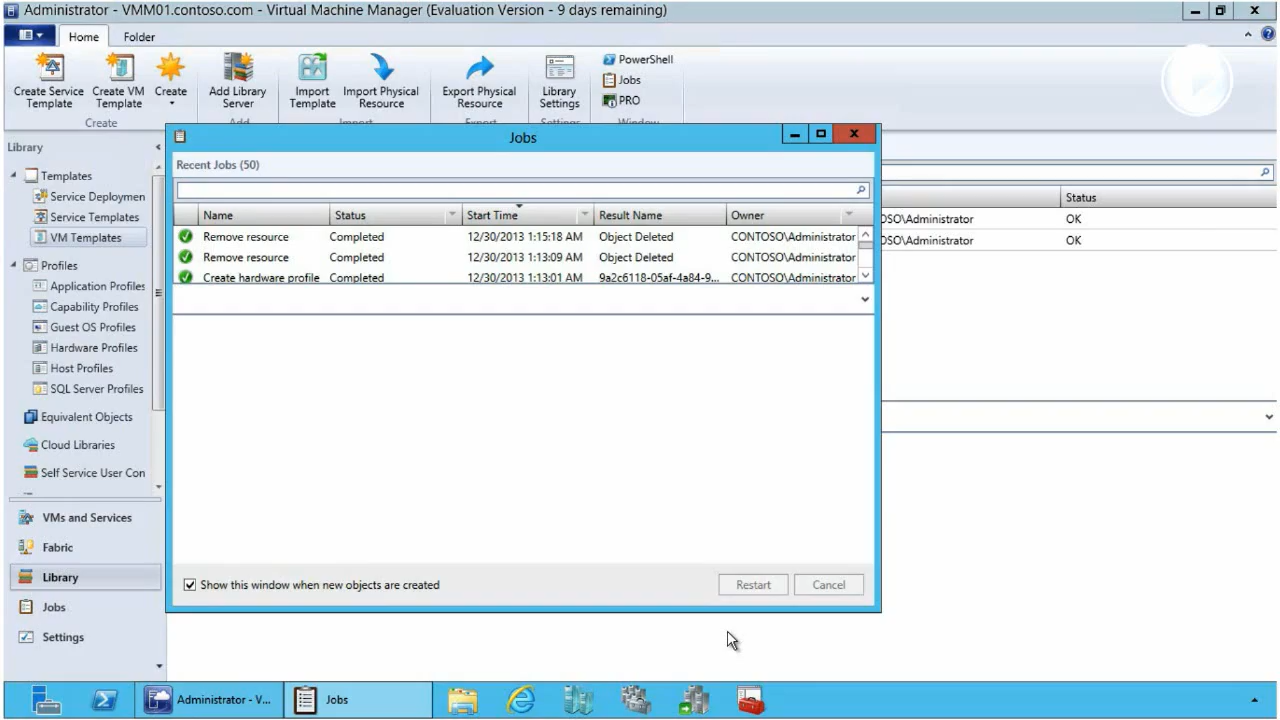 Administrator - VMM01.contoso.com - Virtual Machine Manager (Evaluation Version - 9 days remaining)
Home Folder
Create Service Template
Create VM Template
Create
Add Library Server
Import Template
Import Physical Resource
Export Physical Resource
Library Settings
PowerShell
Jobs
PRO
Create
Window
Library
Templates
Service Deploymen
Service Templates
VM Templates
Profiles
Application Profiles
Capability Profiles
Guest OS Profiles
Hardware Profiles
Host Profiles
SQL Server Profiles
Equivalent Objects
Cloud Libraries
Self Service User Con
VMs and Services
Fabric
Library
Jobs
Settings
Jobs
Recent Jobs (50)
Name Status Start Time Result Name Owner
Remove resource Completed 12/30/2013 1:15:18 AM Object Deleted CONTOSO\Administrator
Remove resource Completed 12/30/2013 1:13:09 AM Object Deleted CONTOSO\Administrator
Create hardware profile Completed 12/30/2013 1:13:01 AM 9a2c6118-05af-4a84-9... CONTOSO\Administrator
Show this window when new objects are created
Restart Cancel
Status
OSO\Administrator OK
OSO\Administrator OK
Administrator - V...
Jobs